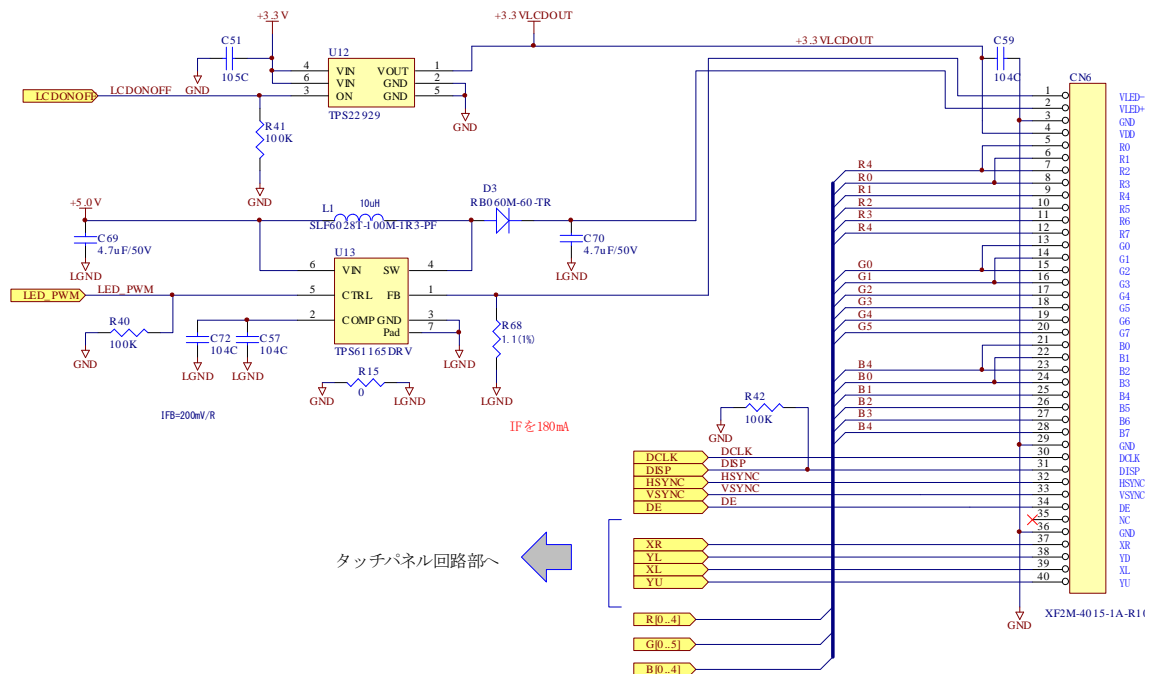 +3.3V
+3.3VLCDOUT
C51
105C
GND
U12
4 VIN VOUT 1
6 VIN GND 2
3 ON GND 5
TPS22929
GND
+3.3VLCDOUT
C59
104C
LCDONOFF
R41
100K
GND
+5.0V
L1 10uH
SLF6028T-100M-1R3-PF
D3
RB060M-60-TR
C69
4.7uF/50V
LGND
C70
4.7uF/50V
LGND
U13
6 VIN SW 4
5 CTRL FB 1
2 COMP GND 3
Pad 7
TPS61165DRV
LED_PWM LED_PWM
R40
100K
GND
C72
104C
LGND
C57
104C
LGND
LGND
R68
1.1(1%)
LGND
R15
0
GND
LGND
IFB=200mV/R
IFを180mA
CN6
1 VLED-
2 VLED+
3 GND
4 VDD
5 R0
6 R1
R4 7 R2
R0 8 R3
R1 9 R4
R2 10 R5
R3 11 R6
R4 12 R7
13 G0
14 G1
G0 15 G2
G1 16 G3
G2 17 G4
G3 18 G5
G4 19 G6
G5 20 G7
21 B0
22 B1
B4 23 B2
B0 24 B3
B1 25 B4
B2 26 B5
B3 27 B6
B4 28 B7
29 GND
R42
100K
GND
DCLK DCLK 30 DCLK
DISP DISP 31 DISP
HSYNC HSYNC 32 HSYNC
VSYNC VSYNC 33 VSYNC
DE DE 34 DE
35 NC
36 GND
XR 37 XR
YL 38 YD
XL 39 XL
YU 40 YU
タッチパネル回路部へ
R[0..4]
G[0..5]
B[0..4]
GND